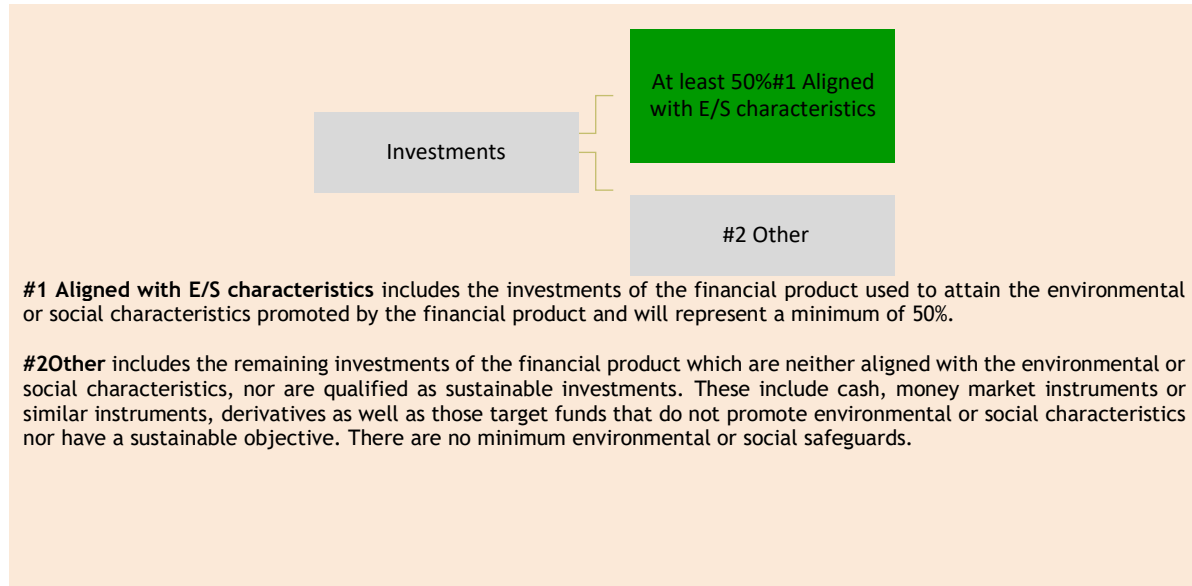 At least 50%#1 Aligned
with E/S characteristics
Investments
#2 Other
#1 Aligned with E/S characteristics includes the investments of the financial product used to attain the environmental
or social characteristics promoted by the financial product and will represent a minimum of 50%.
#2Other includes the remaining investments of the financial product which are neither aligned with the environmental or
social characteristics, nor are qualified as sustainable investments. These include cash, money market instruments or
similar instruments, derivatives as well as those target funds that do not promote environmental or social characteristics
nor have a sustainable objective. There are no minimum environmental or social safeguards.